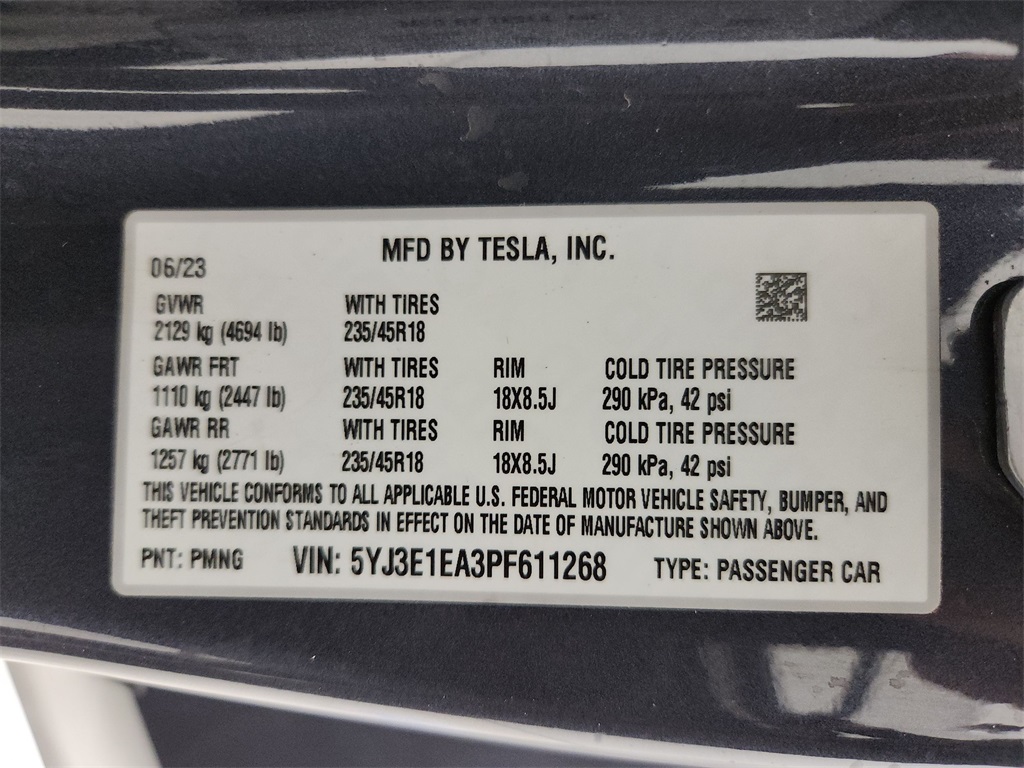 MFD BY TESLA, INC.
06/23
GVWR WITH TIRES
2129 kg (4694 lb) 235/45R18
GAWR FRT WITH TIRES RIM COLD TIRE PRESSURE
1110 kg (2447 lb) 235/45R18 18X8.5J 290 kPa, 42 psi
GAWR RR WITH TIRES RIM COLD TIRE PRESSURE
1257 kg (2771 lb) 235/45R18 18X8.5J 290 kPa, 42 psi
THIS VEHICLE CONFORMS TO ALL APPLICABLE U.S. FEDERAL MOTOR VEHICLE SAFETY, BUMPER, AND
THEFT PREVENTION STANDARDS IN EFFECT ON THE DATE OF MANUFACTURE SHOWN ABOVE.
PNT: PMNG VIN: 5YJ3E1EA3PF611268 TYPE: PASSENGER CAR